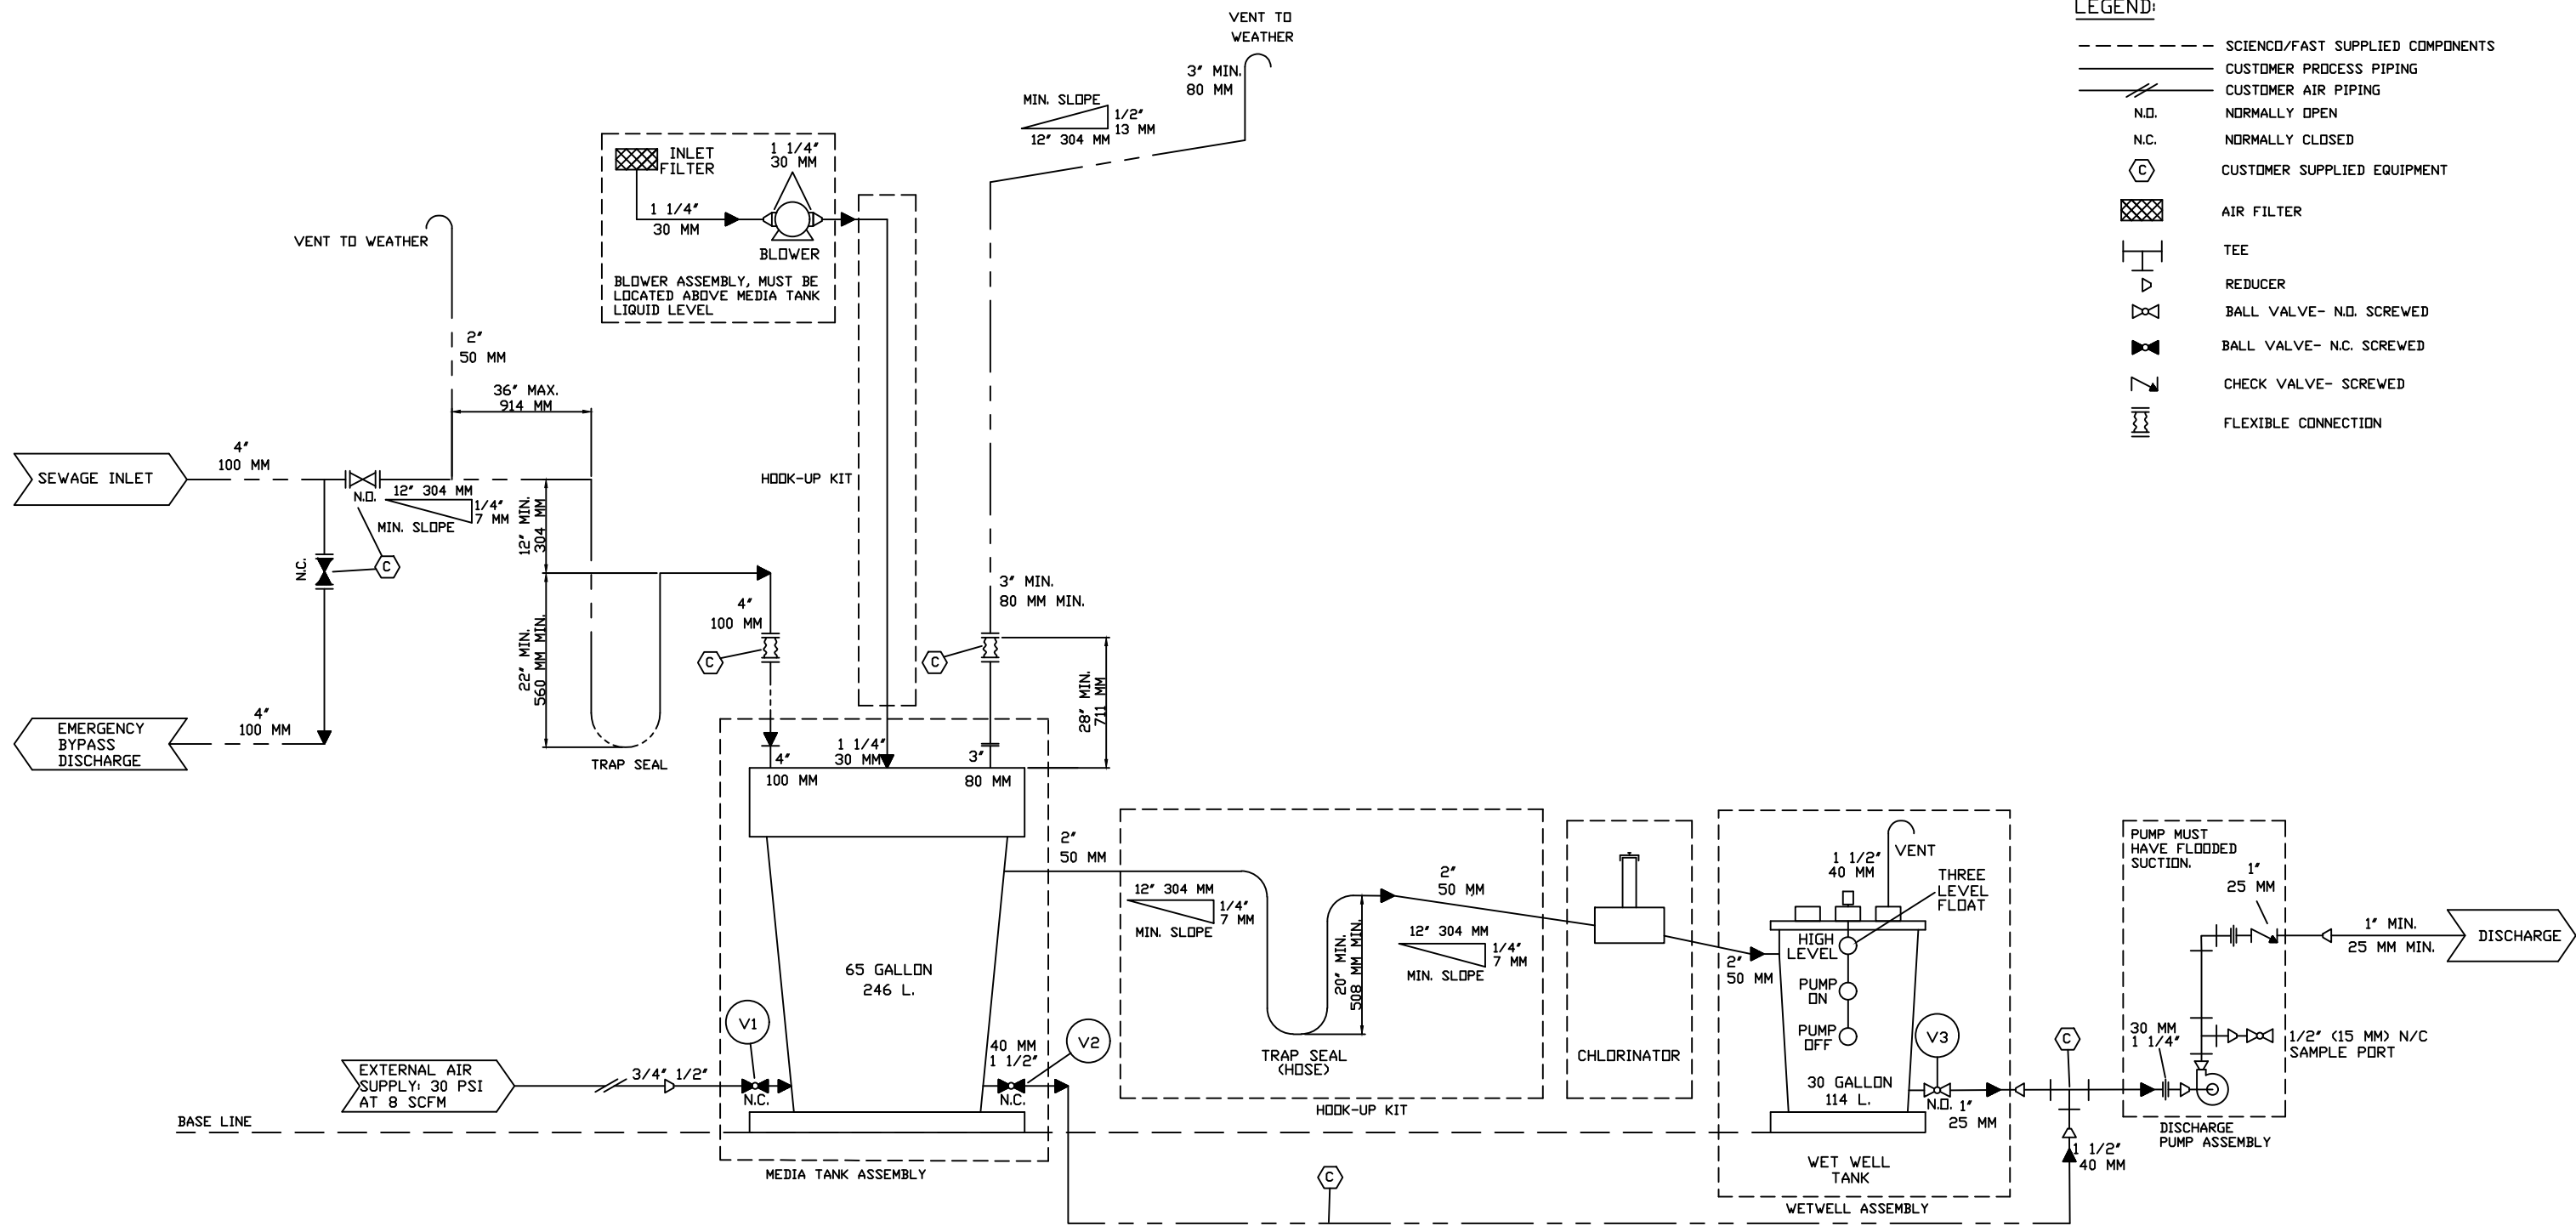 VENT TO
WEATHER
3" MIN.
80 MM
MIN. SLOPE
1/2"
13 MM
12" 304 MM
LEGEND:
SCIENCO/FAST SUPPLIED COMPONENTS
CUSTOMER PROCESS PIPING
CUSTOMER AIR PIPING
N.O.
NORMALLY OPEN
N.C.
NORMALLY CLOSED
C
CUSTOMER SUPPLIED EQUIPMENT
AIR FILTER
TEE
REDUCER
BALL VALVE- N.O. SCREWED
BALL VALVE- N.C. SCREWED
CHECK VALVE- SCREWED
FLEXIBLE CONNECTION
INLET
FILTER
1 1/4"
30 MM
1 1/4"
30 MM
BLOWER
BLOWER ASSEMBLY, MUST BE
LOCATED ABOVE MEDIA TANK
LIQUID LEVEL
VENT TO WEATHER
2"
50 MM
36" MAX.
914 MM
SEWAGE INLET
4"
100 MM
N.O.
12" 304 MM
1/4"
7 MM
MIN. SLOPE
12" MIN.
304 MM
N.C.
C
22" MIN.
560 MM MIN.
EMERGENCY
BYPASS
DISCHARGE
4"
100 MM
TRAP SEAL
HOOK-UP KIT
4"
100 MM
C
C
3" MIN.
80 MM MIN.
28" MIN.
711 MM
4"
100 MM
1 1/4"
30 MM
3"
80 MM
65 GALLON
246 L.
V1
V2
40 MM
1 1/2"
N.C.
N.C.
EXTERNAL AIR
SUPPLY: 30 PSI
AT 8 SCFM
3/4" 1/2"
BASE LINE
MEDIA TANK ASSEMBLY
2"
50 MM
12" 304 MM
1/4"
7 MM
MIN. SLOPE
2"
50 MM
20" MIN.
508 MM MIN.
12" 304 MM
1/4"
7 MM
MIN. SLOPE
TRAP SEAL
(HOSE)
HOOK-UP KIT
CHLORINATOR
C
2"
50 MM
1 1/2"
40 MM
VENT
THREE
LEVEL
FLOAT
HIGH
LEVEL
PUMP
ON
PUMP
OFF
30 GALLON
114 L.
V3
N.O. 1"
25 MM
WET WELL
TANK
WETWELL ASSEMBLY
C
1 1/2"
40 MM
PUMP MUST
HAVE FLOODED
SUCTION.
1"
25 MM
30 MM
1 1/4"
1/2" (15 MM) N/C
SAMPLE PORT
DISCHARGE
PUMP ASSEMBLY
1" MIN.
25 MM MIN.
DISCHARGE